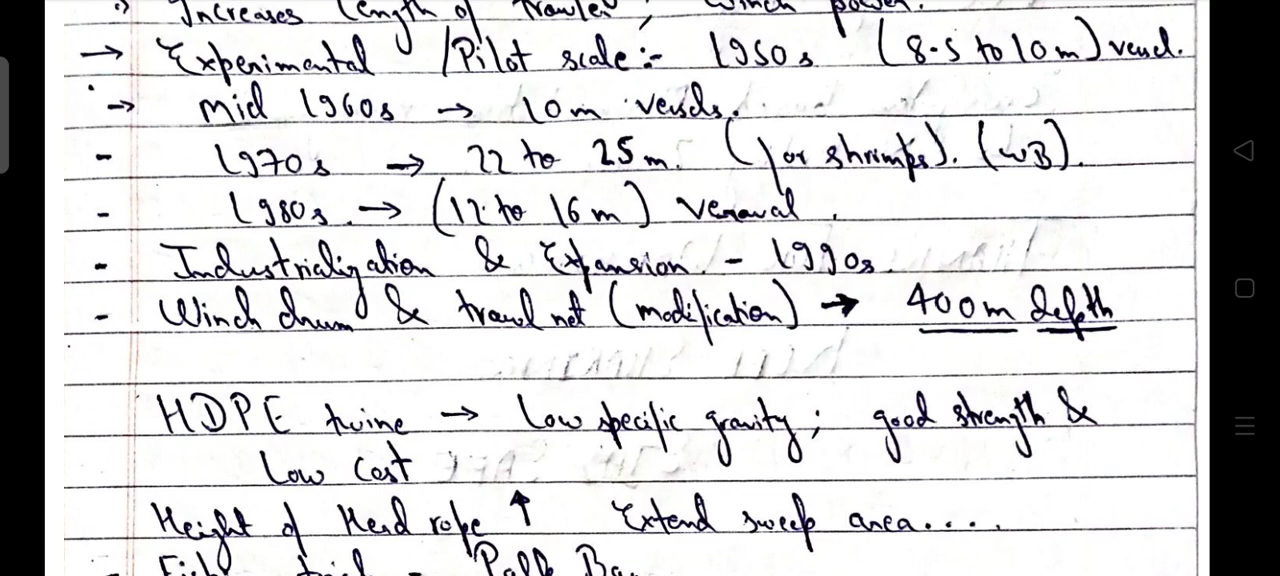 Increases length of trawler, winch power.
→ Experimental /Pilot scale :- 1950s (8.5 to 10 m) vessel.
→ Mid 1960s → 10 m vessels.
- 1970s → 22 to 25 m (for shrimps). (WB).
- 1980s → (12 to 16 m) Veraval.
- Industrialization & Expansion. - 1990s.
- Winch drum & trawl net (modification) → 400m depth
HDPE twine → Low specific gravity; good strength &
Low Cost
Height of Head rope ↑ Extend sweep area....